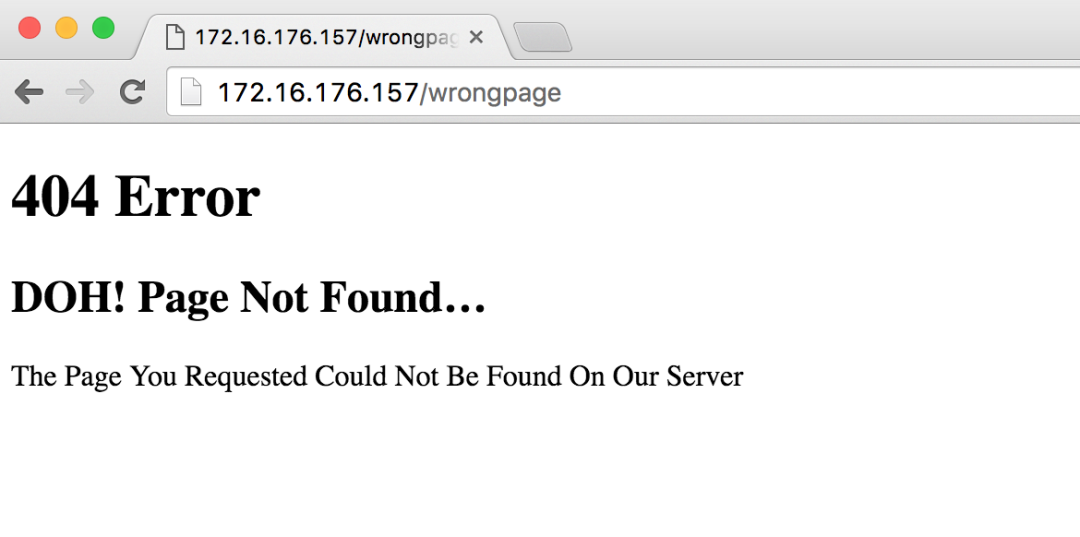 172.16.176.157/wrongpag
172.16.176.157/wrongpage
404 Error
DOH! Page Not Found...
The Page You Requested Could Not Be Found On Our Server